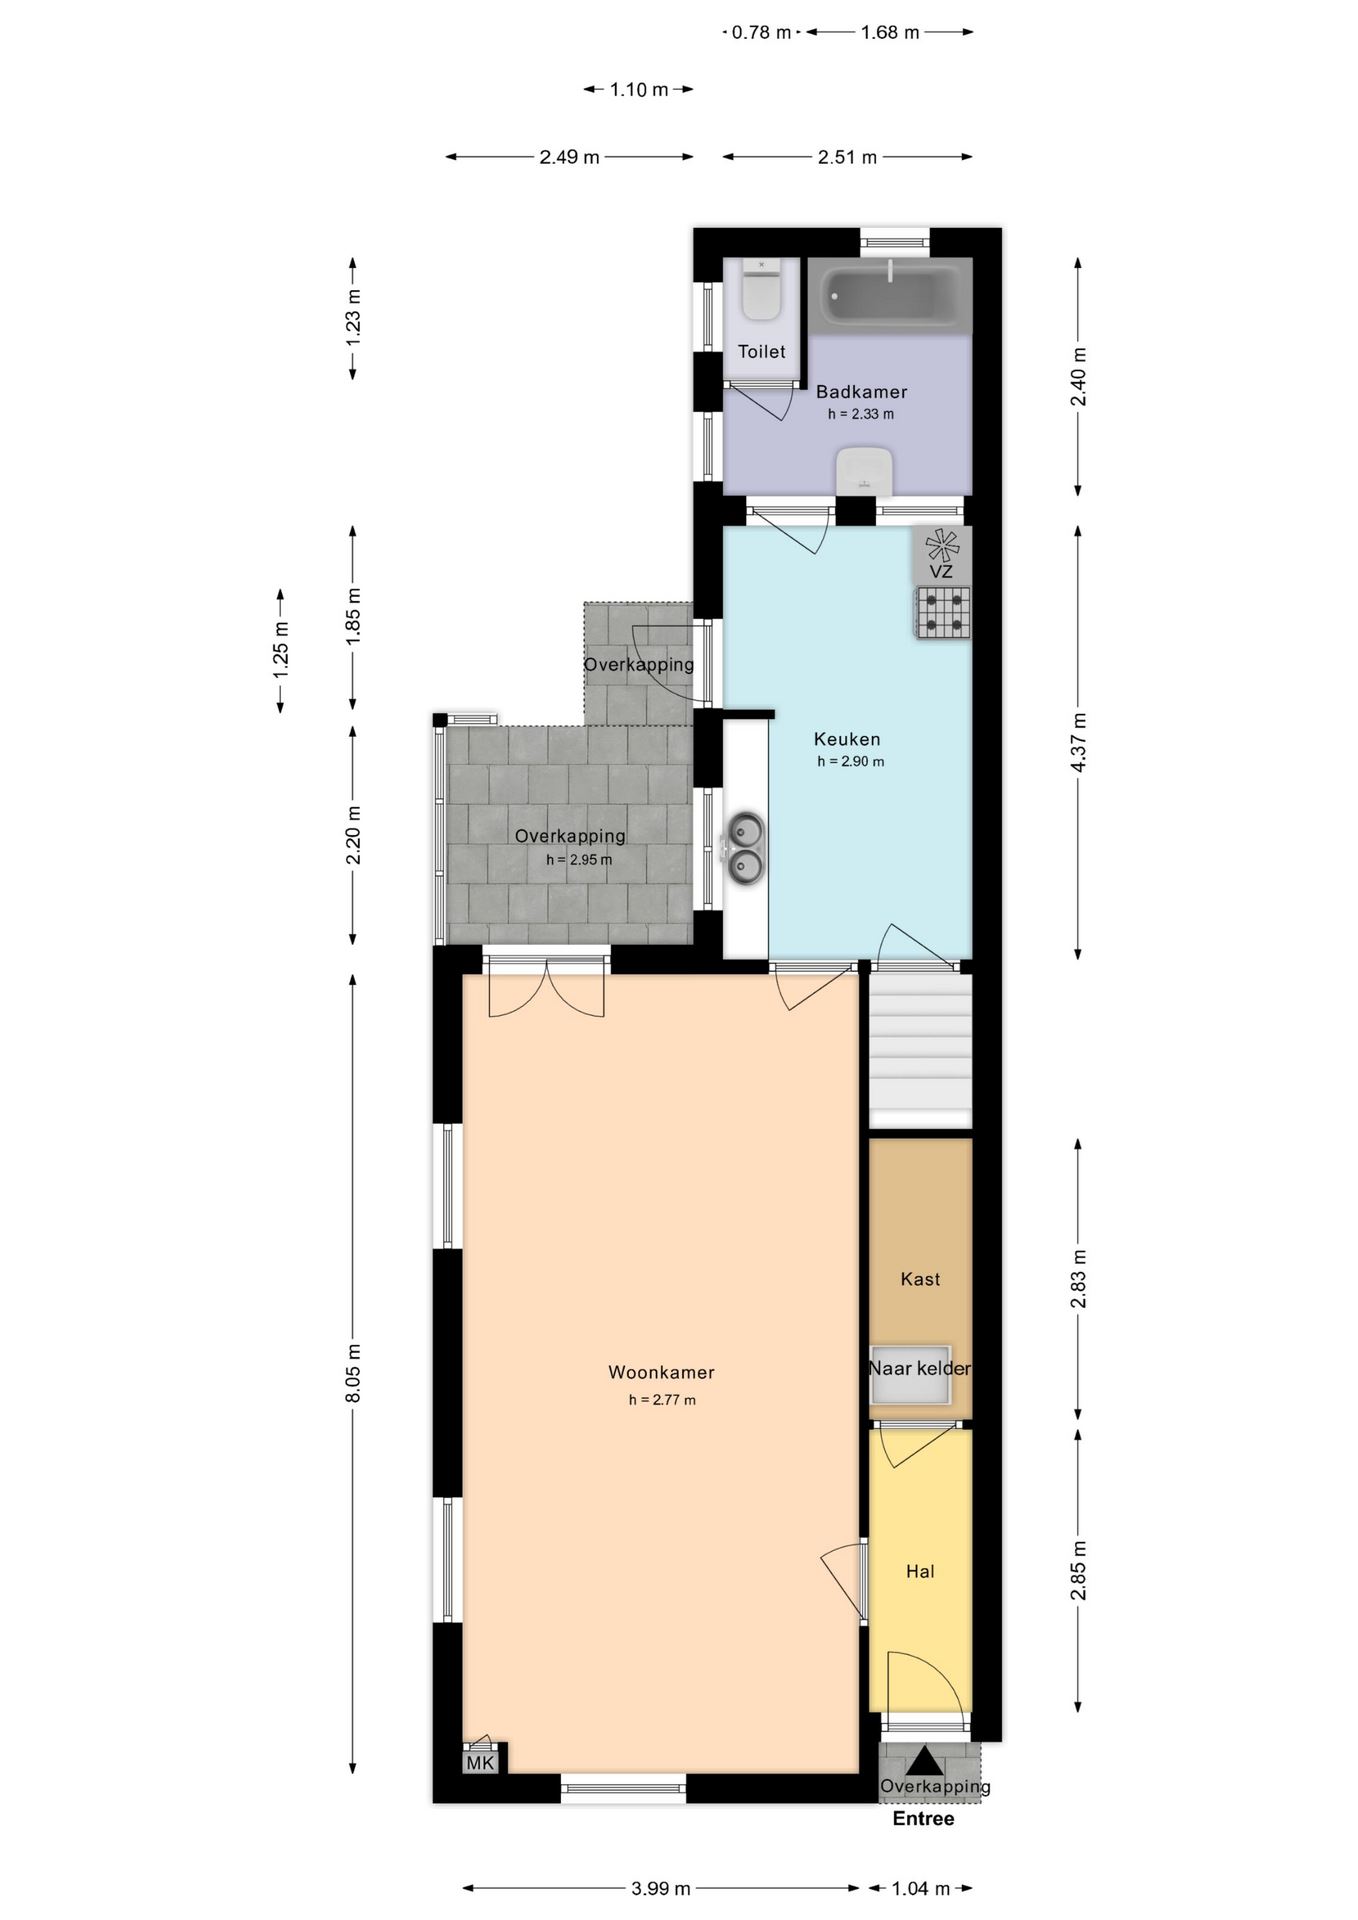 0.78 m
1.68 m
1.10 m
2.49 m
2.51 m
1.23 m
2.40 m
Toilet
Badkamer
h = 2.33 m
1.85 m
1.25 m
VZ
Overkapping
Keuken
h = 2.90 m
4.37 m
2.20 m
Overkapping
h = 2.95 m
8.05 m
2.83 m
Kast
Naar kelder
Woonkamer
h = 2.77 m
2.85 m
Hal
MK
Overkapping
Entree
3.99 m
1.04 m